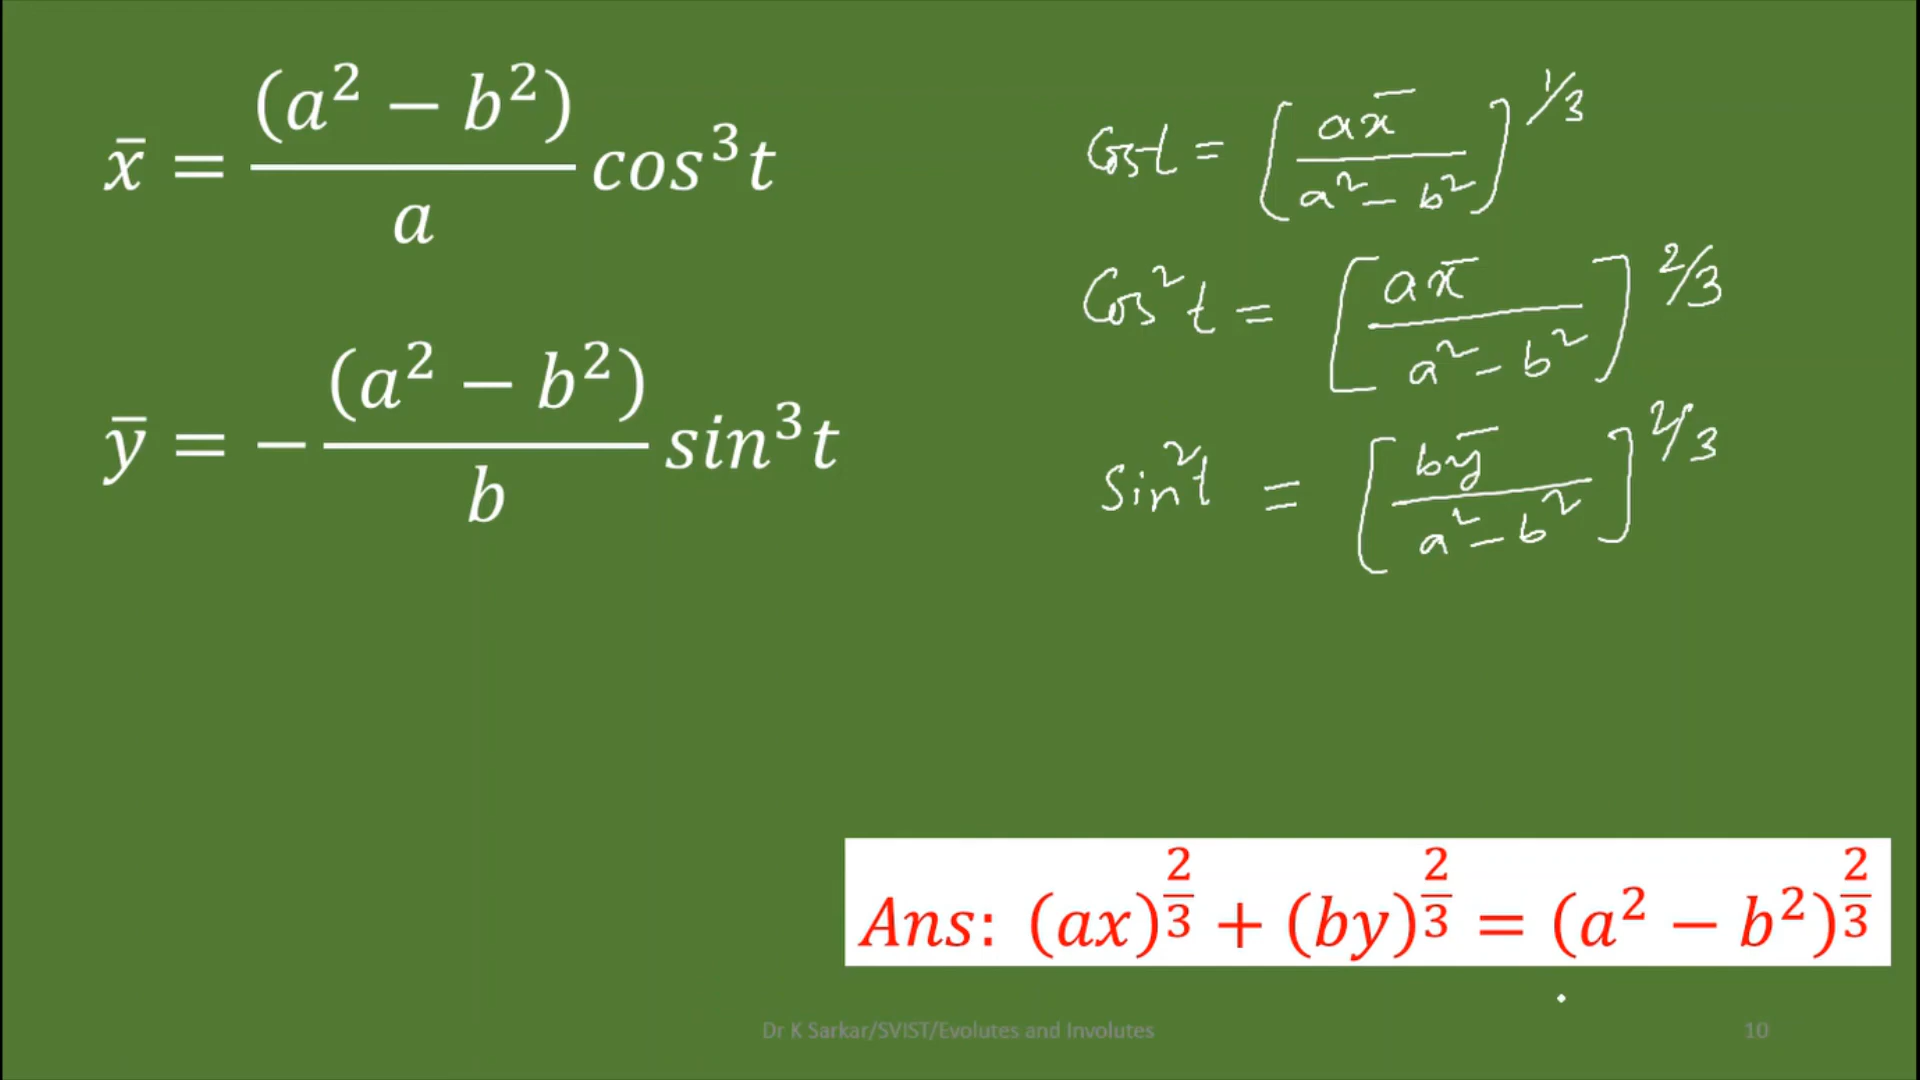 x̄ = (a² − b²)/a cos³t
ȳ = − (a² − b²)/b sin³t
Cos t = [ax̄/(a² − b²)]^1/3
Cos²t = [ax̄/(a² − b²)]^2/3
Sin²t = [bȳ/(a² − b²)]^2/3
Ans: (ax)^2/3 + (by)^2/3 = (a² − b²)^2/3
Dr K Sarkar/SVIST/Evolutes and Involutes
10